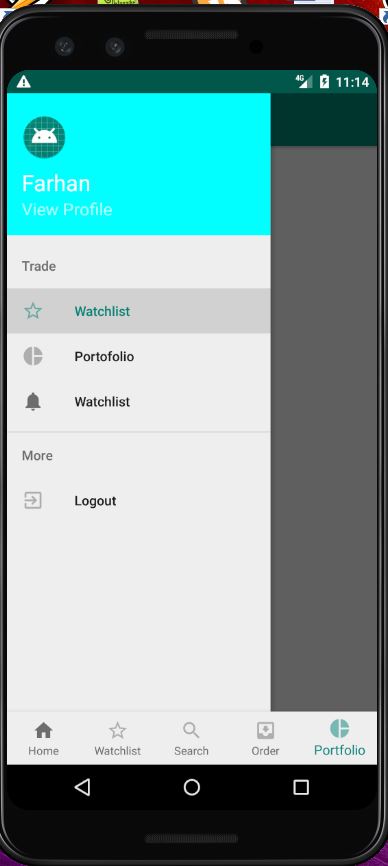 4G 11:14
Farhan
View Profile
Trade
Watchlist
Portofolio
Watchlist
More
Logout
Home Watchlist Search Order Portfolio